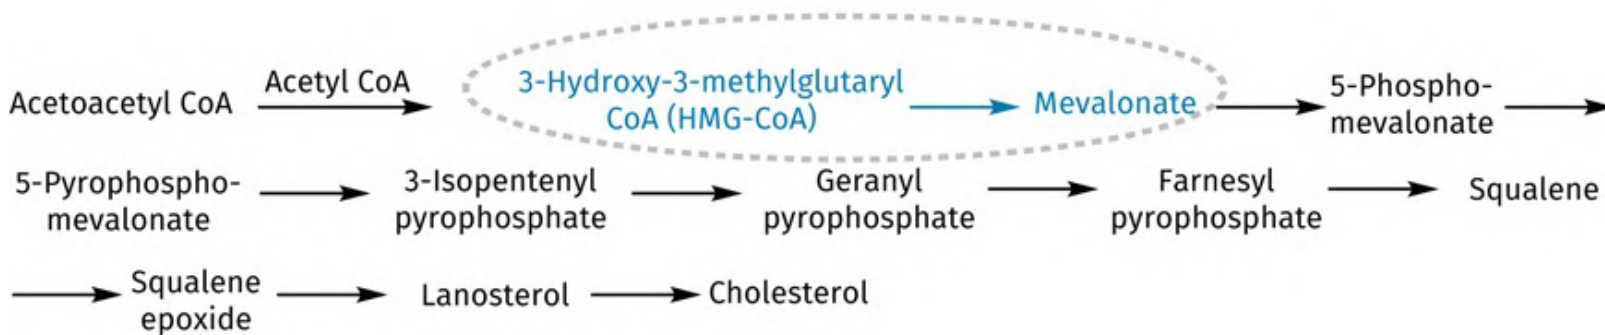 Acetoacetyl CoA
Acetyl CoA
3-Hydroxy-3-methylglutaryl
CoA (HMG-CoA)
Mevalonate
5-Phospho-
mevalonate
5-Pyrophospho-
mevalonate
3-Isopentenyl
pyrophosphate
Geranyl
pyrophosphate
Farnesyl
pyrophosphate
Squalene
Squalene
epoxide
Lanosterol
Cholesterol